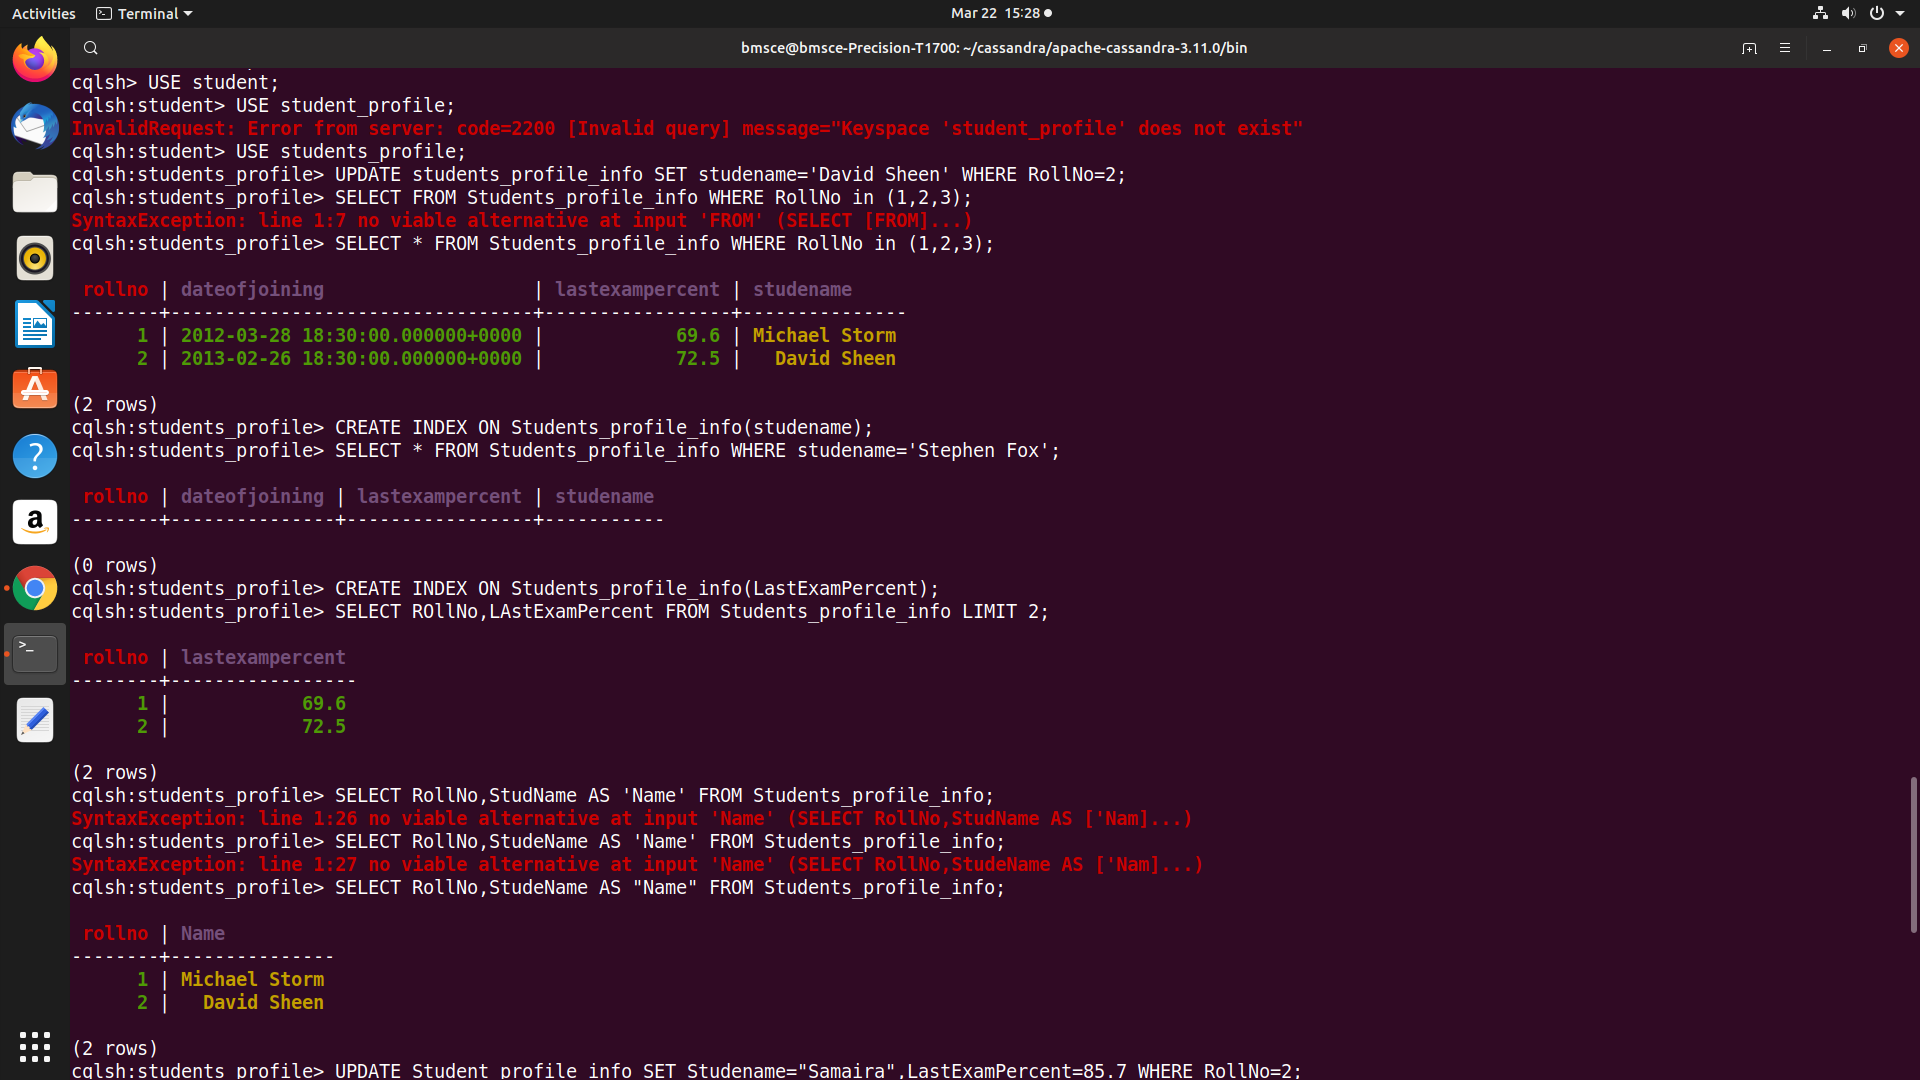 Activities
Terminal
Mar 22 15:28
bmsce@bmsce-Precision-T1700: ~/cassandra/apache-cassandra-3.11.0/bin
cqlsh> USE student;
cqlsh:student> USE student_profile;
InvalidRequest: Error from server: code=2200 [Invalid query] message="Keyspace 'student_profile' does not exist"
cqlsh:student> USE students_profile;
cqlsh:students_profile> UPDATE students_profile_info SET studename='David Sheen' WHERE RollNo=2;
cqlsh:students_profile> SELECT FROM Students_profile_info WHERE RollNo in (1,2,3);
SyntaxException: line 1:7 no viable alternative at input 'FROM' (SELECT [FROM]...)
cqlsh:students_profile> SELECT * FROM Students_profile_info WHERE RollNo in (1,2,3);
 rollno | dateofjoining                   | lastexampercent | studename
--------+---------------------------------+-----------------+---------------
      1 | 2012-03-28 18:30:00.000000+0000 |            69.6 | Michael Storm
      2 | 2013-02-26 18:30:00.000000+0000 |            72.5 |   David Sheen
(2 rows)
cqlsh:students_profile> CREATE INDEX ON Students_profile_info(studename);
cqlsh:students_profile> SELECT * FROM Students_profile_info WHERE studename='Stephen Fox';
 rollno | dateofjoining | lastexampercent | studename
--------+---------------+-----------------+-----------
(0 rows)
cqlsh:students_profile> CREATE INDEX ON Students_profile_info(LastExamPercent);
cqlsh:students_profile> SELECT ROllNo,LAstExamPercent FROM Students_profile_info LIMIT 2;
 rollno | lastexampercent
--------+-----------------
      1 |            69.6
      2 |            72.5
(2 rows)
cqlsh:students_profile> SELECT RollNo,StudName AS 'Name' FROM Students_profile_info;
SyntaxException: line 1:26 no viable alternative at input 'Name' (SELECT RollNo,StudName AS ['Nam]...)
cqlsh:students_profile> SELECT RollNo,StudeName AS 'Name' FROM Students_profile_info;
SyntaxException: line 1:27 no viable alternative at input 'Name' (SELECT RollNo,StudeName AS ['Nam]...)
cqlsh:students_profile> SELECT RollNo,StudeName AS "Name" FROM Students_profile_info;
 rollno | Name
--------+---------------
      1 | Michael Storm
      2 |   David Sheen
(2 rows)
cqlsh:students_profile> UPDATE Student_profile_info SET Studename="Samaira",LastExamPercent=85.7 WHERE RollNo=2;